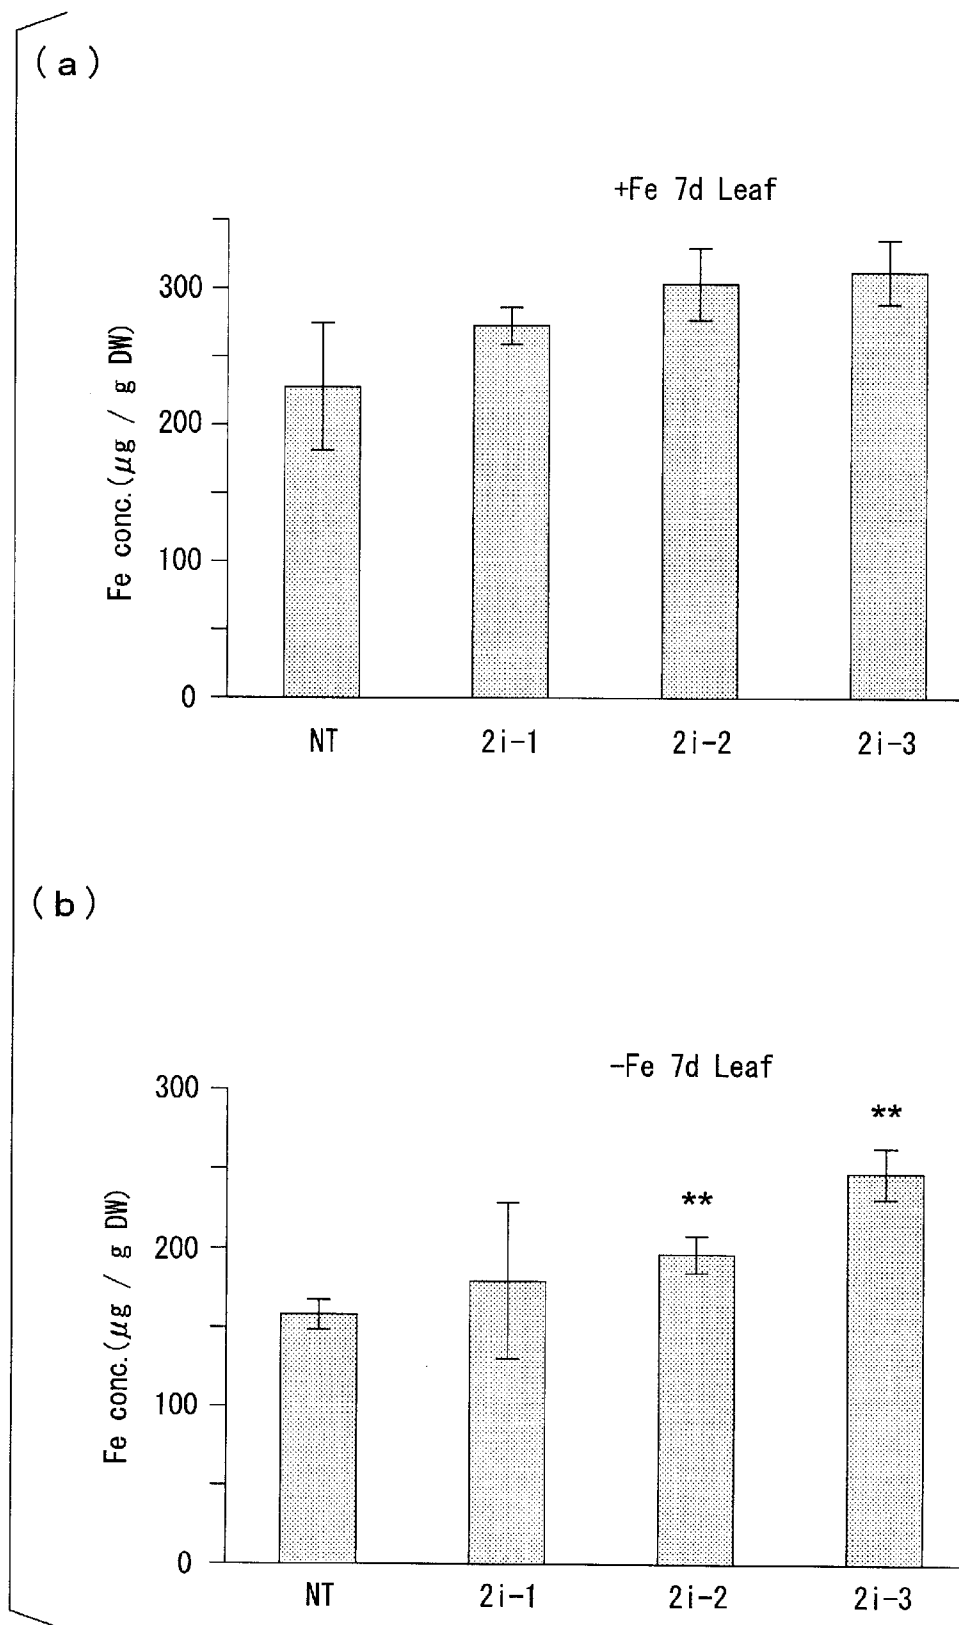 (a)
+Fe 7d Leaf
Fe conc.(μg / g DW)
300
200
100
0
NT 2i-1 2i-2 2i-3
(b)
-Fe 7d Leaf
Fe conc.(μg / g DW)
300
200
100
0
** **
NT 2i-1 2i-2 2i-3